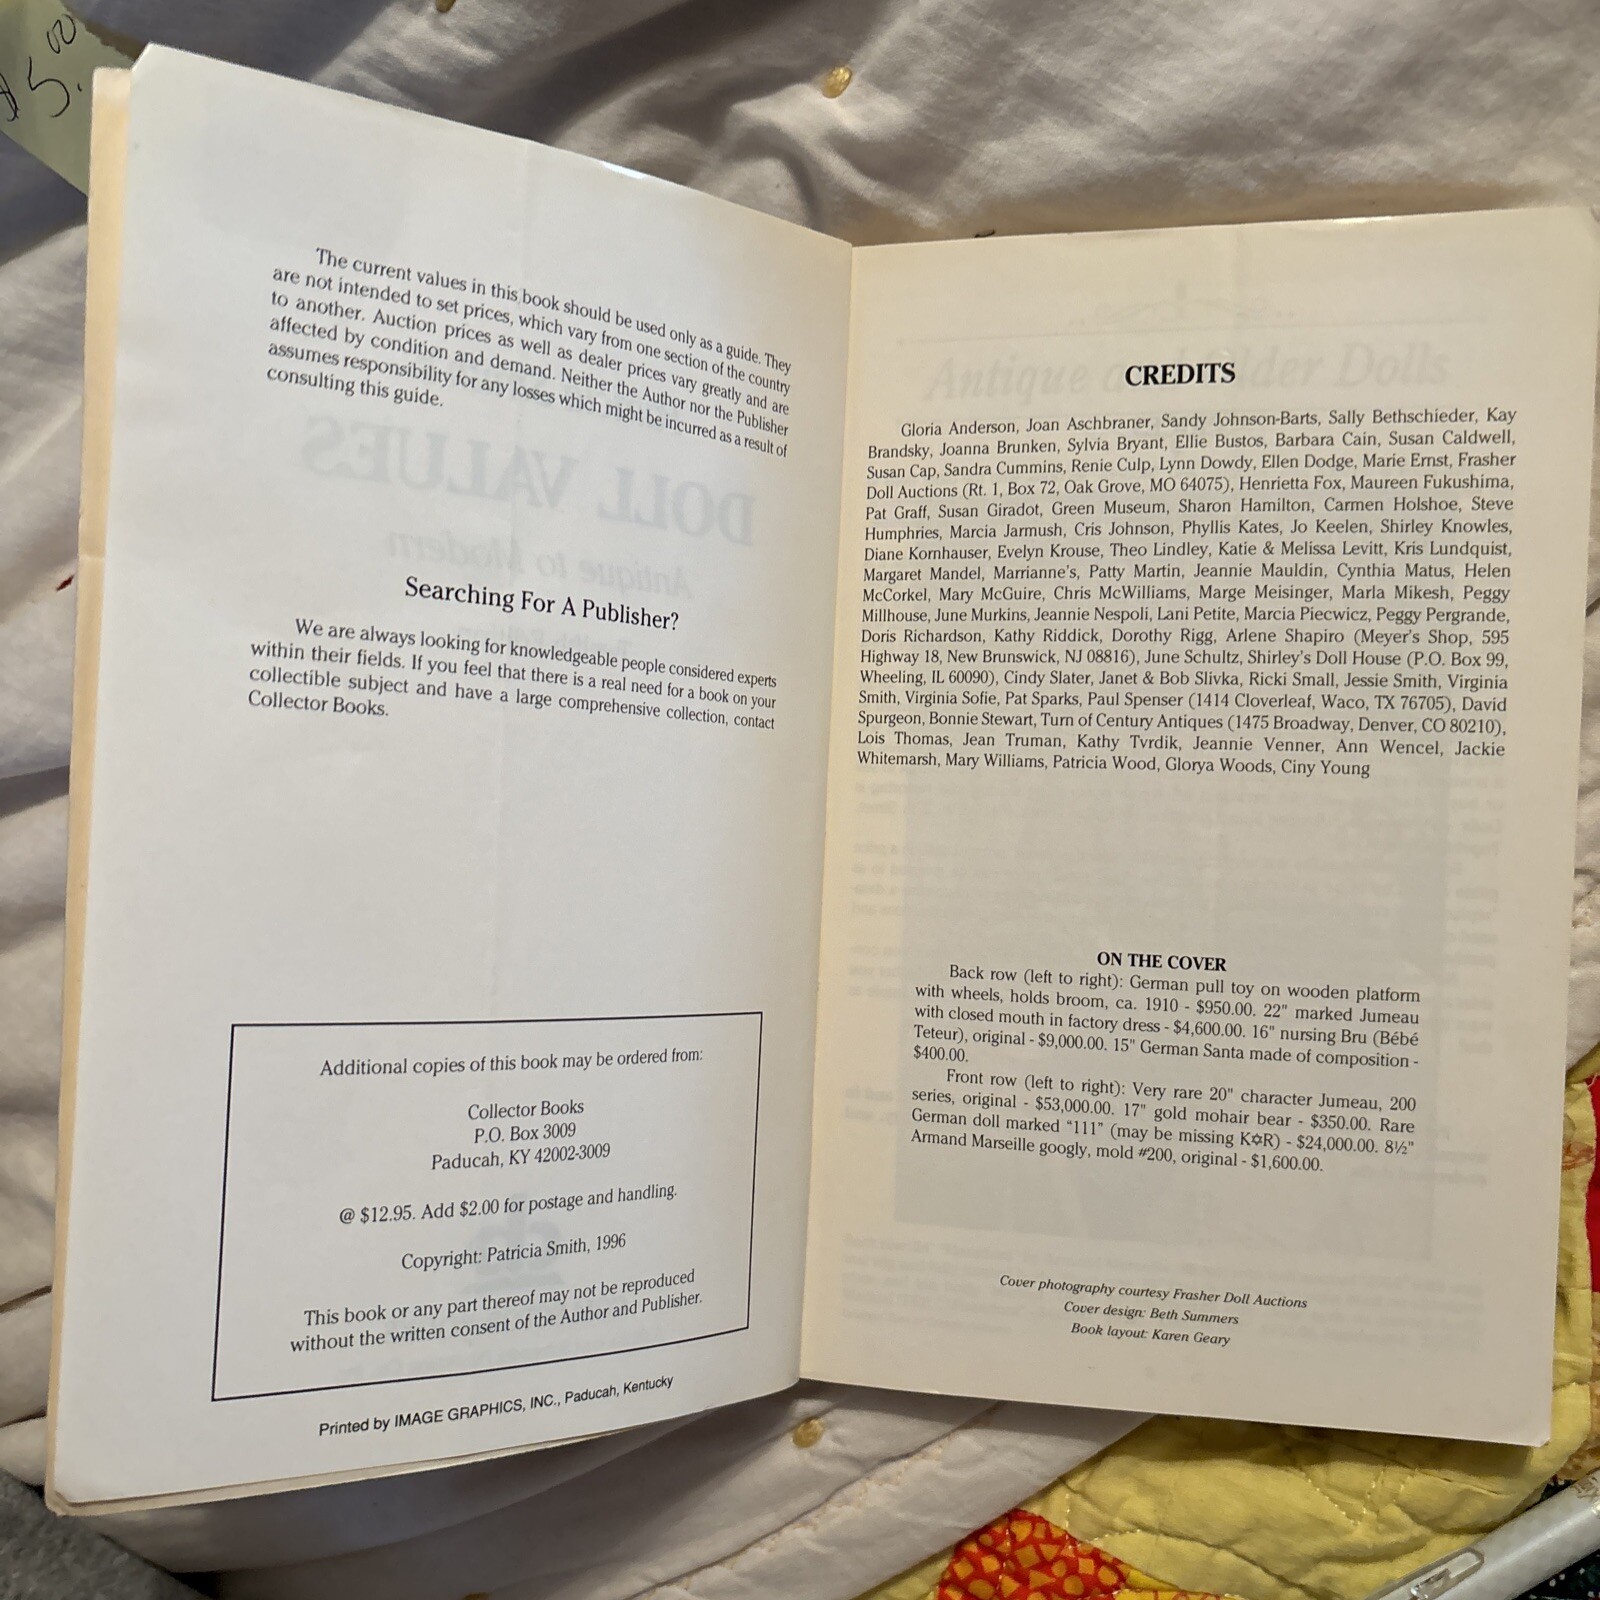 $5.00
The current values in this book should be used only as a guide. They
are not intended to set prices, which vary from one section of the country
to another. Auction prices as well as dealer prices vary greatly and are
affected by condition and demand. Neither the Author nor the Publisher
assumes responsibility for any losses which might be incurred as a result of
consulting this guide.
DOLL VALUES
Antique to Modern
Searching For A Publisher?
We are always looking for knowledgeable people considered experts
within their fields. If you feel that there is a real need for a book on your
collectible subject and have a large comprehensive collection, contact
Collector Books.
Additional copies of this book may be ordered from:
Collector Books
P.O. Box 3009
Paducah, KY 42002-3009
@ $12.95. Add $2.00 for postage and handling.
Copyright: Patricia Smith, 1996
This book or any part thereof may not be reproduced
without the written consent of the Author and Publisher.
Printed by IMAGE GRAPHICS, INC., Paducah, Kentucky
CREDITS
Gloria Anderson, Joan Aschbraner, Sandy Johnson-Barts, Sally Bethschieder, Kay
Brandsky, Joanna Brunken, Sylvia Bryant, Ellie Bustos, Barbara Cain, Susan Caldwell,
Susan Cap, Sandra Cummins, Renie Culp, Lynn Dowdy, Ellen Dodge, Marie Ernst, Frasher
Doll Auctions (Rt. 1, Box 72, Oak Grove, MO 64075), Henrietta Fox, Maureen Fukushima,
Pat Graff, Susan Giradot, Green Museum, Sharon Hamilton, Carmen Holshoe, Steve
Humphries, Marcia Jarmush, Cris Johnson, Phyllis Kates, Jo Keelen, Shirley Knowles,
Diane Kornhauser, Evelyn Krouse, Theo Lindley, Katie & Melissa Levitt, Kris Lundquist,
Margaret Mandel, Marrianne's, Patty Martin, Jeannie Mauldin, Cynthia Matus, Helen
McCorkel, Mary McGuire, Chris McWilliams, Marge Meisinger, Marla Mikesh, Peggy
Millhouse, June Murkins, Jeannie Nespoli, Lani Petite, Marcia Piecwicz, Peggy Pergrande,
Doris Richardson, Kathy Riddick, Dorothy Rigg, Arlene Shapiro (Meyer's Shop, 595
Highway 18, New Brunswick, NJ 08816), June Schultz, Shirley's Doll House (P.O. Box 99,
Wheeling, IL 60090), Cindy Slater, Janet & Bob Slivka, Ricki Small, Jessie Smith, Virginia
Smith, Virginia Sofie, Pat Sparks, Paul Spenser (1414 Cloverleaf, Waco, TX 76705), David
Spurgeon, Bonnie Stewart, Turn of Century Antiques (1475 Broadway, Denver, CO 80210),
Lois Thomas, Jean Truman, Kathy Tvrdik, Jeannie Venner, Ann Wencel, Jackie
Whitemarsh, Mary Williams, Patricia Wood, Glorya Woods, Ciny Young
ON THE COVER
Back row (left to right): German pull toy on wooden platform
with wheels, holds broom, ca. 1910 - $950.00. 22" marked Jumeau
with closed mouth in factory dress - $4,600.00. 16" nursing Bru (Bébé
Teteur), original - $9,000.00. 15" German Santa made of composition -
$400.00.
Front row (left to right): Very rare 20" character Jumeau, 200
series, original - $53,000.00. 17" gold mohair bear - $350.00. Rare
German doll marked "111" (may be missing K✡R) - $24,000.00. 8½"
Armand Marseille googly, mold #200, original - $1,600.00.
Cover photography courtesy Frasher Doll Auctions
Cover design: Beth Summers
Book layout: Karen Geary